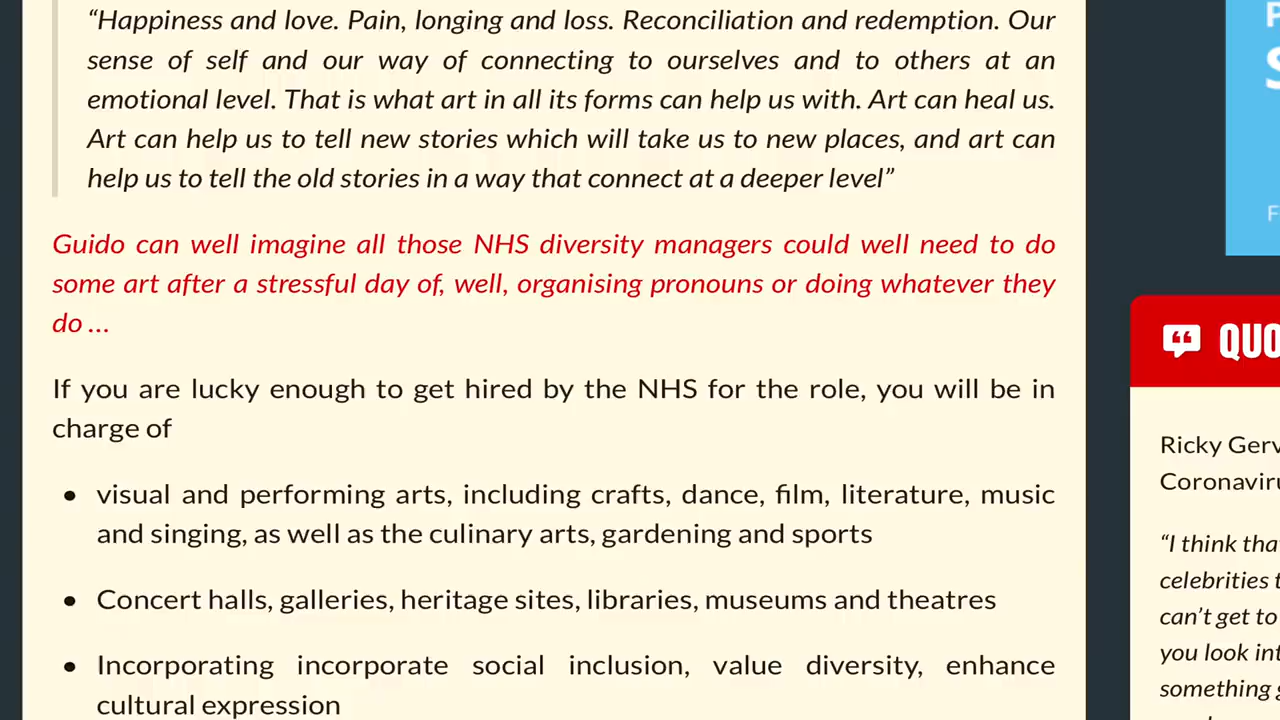 “Happiness and love. Pain, longing and loss. Reconciliation and redemption. Our
sense of self and our way of connecting to ourselves and to others at an
emotional level. That is what art in all its forms can help us with. Art can heal us.
Art can help us to tell new stories which will take us to new places, and art can
help us to tell the old stories in a way that connect at a deeper level”
Guido can well imagine all those NHS diversity managers could well need to do
some art after a stressful day of, well, organising pronouns or doing whatever they
do …
If you are lucky enough to get hired by the NHS for the role, you will be in
charge of
• visual and performing arts, including crafts, dance, film, literature, music
and singing, as well as the culinary arts, gardening and sports
• Concert halls, galleries, heritage sites, libraries, museums and theatres
• Incorporating incorporate social inclusion, value diversity, enhance
cultural expression
P
S
F
QUO
Ricky Gerv
Coronaviru
“I think tha
celebrities t
can’t get to
you look int
something g